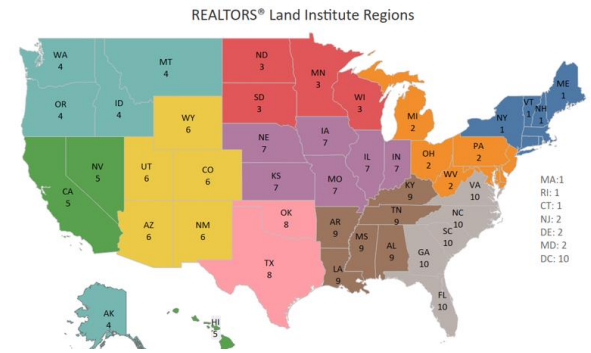 REALTORS® Land Institute Regions
WA
4
MT
4
ND
3
MN
3
OR
4
ID
4
SD
3
WI
3
MI
2
ME
1
VT
1
NH
1
NY
1
WY
6
NE
7
IA
7
PA
2
OH
2
WV
2
NV
5
UT
6
CO
6
CA
5
KS
7
MO
7
IL
7
IN
7
KY
9
VA
10
MA:1
RI: 1
CT: 1
NJ: 2
DE: 2
MD: 2
DC: 10
AZ
6
NM
6
OK
8
AR
9
TN
9
NC
10
SC
10
TX
8
LA
9
MS
9
AL
9
GA
10
FL
10
AK
4
HI
5